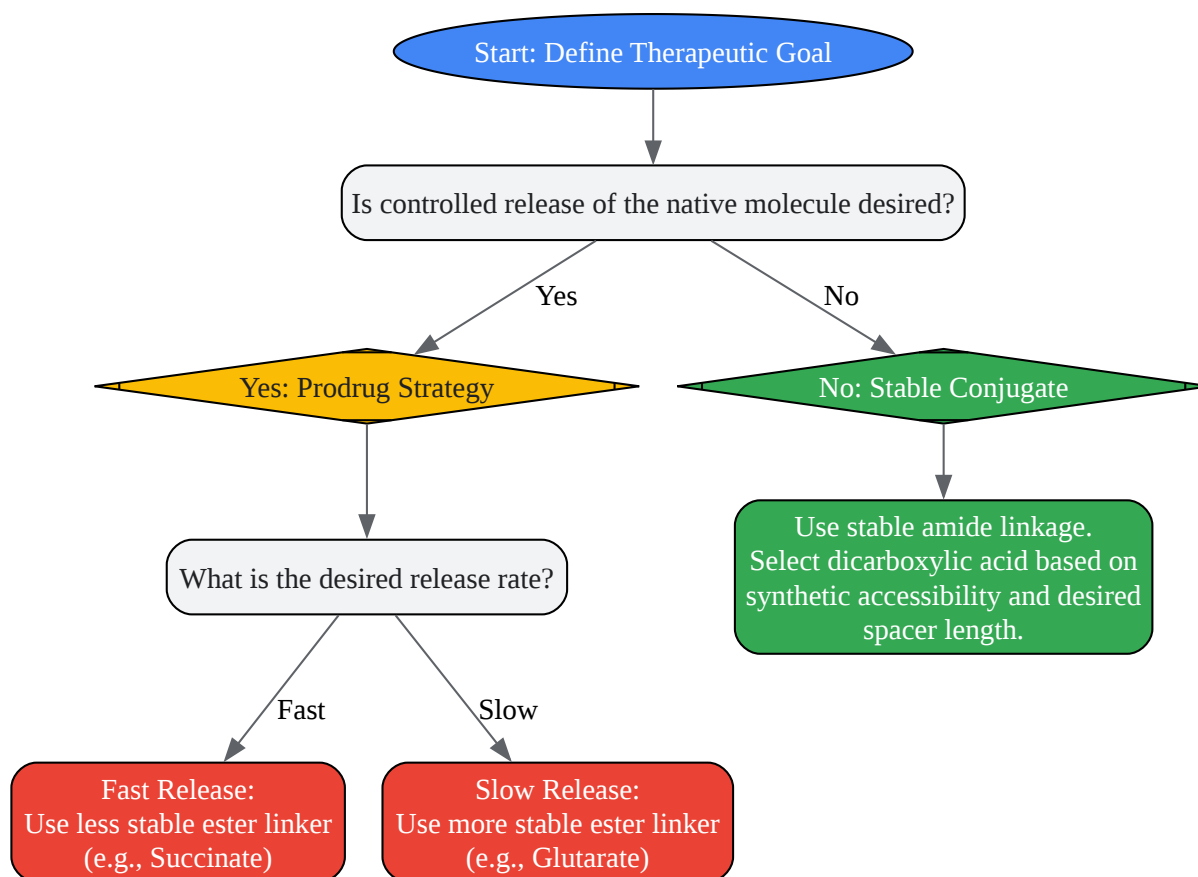 Start: Define Therapeutic Goal
Is controlled release of the native molecule desired?
Yes
No
Yes: Prodrug Strategy
No: Stable Conjugate
Use stable amide linkage.
Select dicarboxylic acid based on
synthetic accessibility and desired
spacer length.
What is the desired release rate?
Fast
Slow
Fast Release:
Use less stable ester linker
(e.g., Succinate)
Slow Release:
Use more stable ester linker
(e.g., Glutarate)